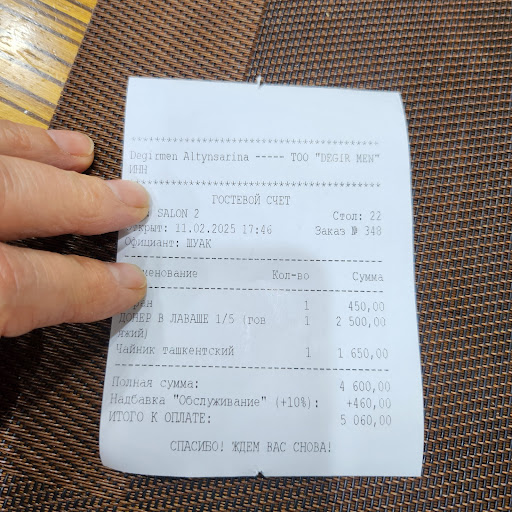 ****************************************
Degirmen Altynsarina ----- ТОО "DEGIR MEN"
ИНН
****************************************
ГОСТЕВОЙ СЧЕТ
SALON 2 Стол: 22
11.02.2025 17:46 Заказ № 348
Официант: ШУАК
Кол-во Сумма
1 450,00
ДОНЕР В ЛАВАШЕ 1/5 (гов 1 2 500,00
Чайник ташкентский 1 1 650,00
Полная сумма: 4 600,00
Надбавка "Обслуживание" (+10%): +460,00
ИТОГО К ОПЛАТЕ: 5 060,00
СПАСИБО! ЖДЕМ ВАС СНОВА!